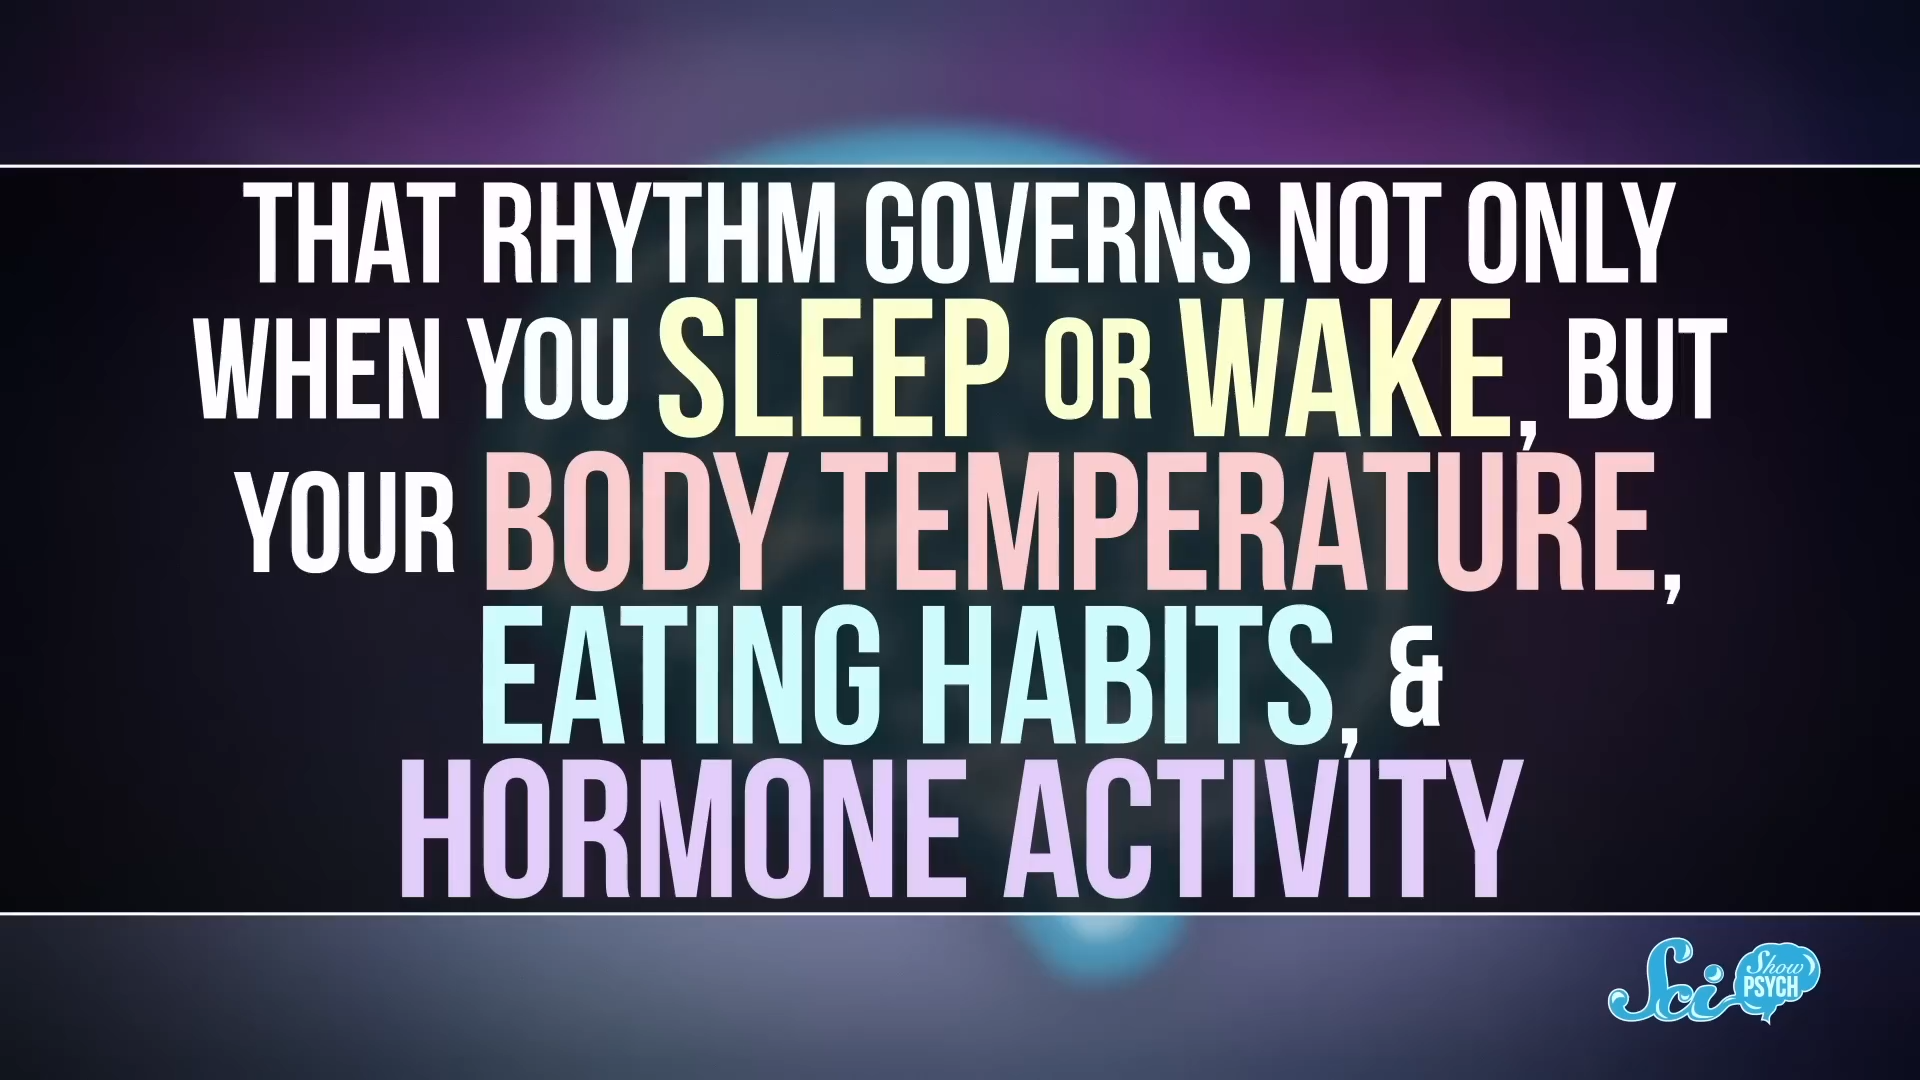 THAT RHYTHM GOVERNS NOT ONLY
WHEN YOU SLEEP OR WAKE, BUT
YOUR BODY TEMPERATURE,
EATING HABITS, &
HORMONE ACTIVITY
Sci Show PSYCH